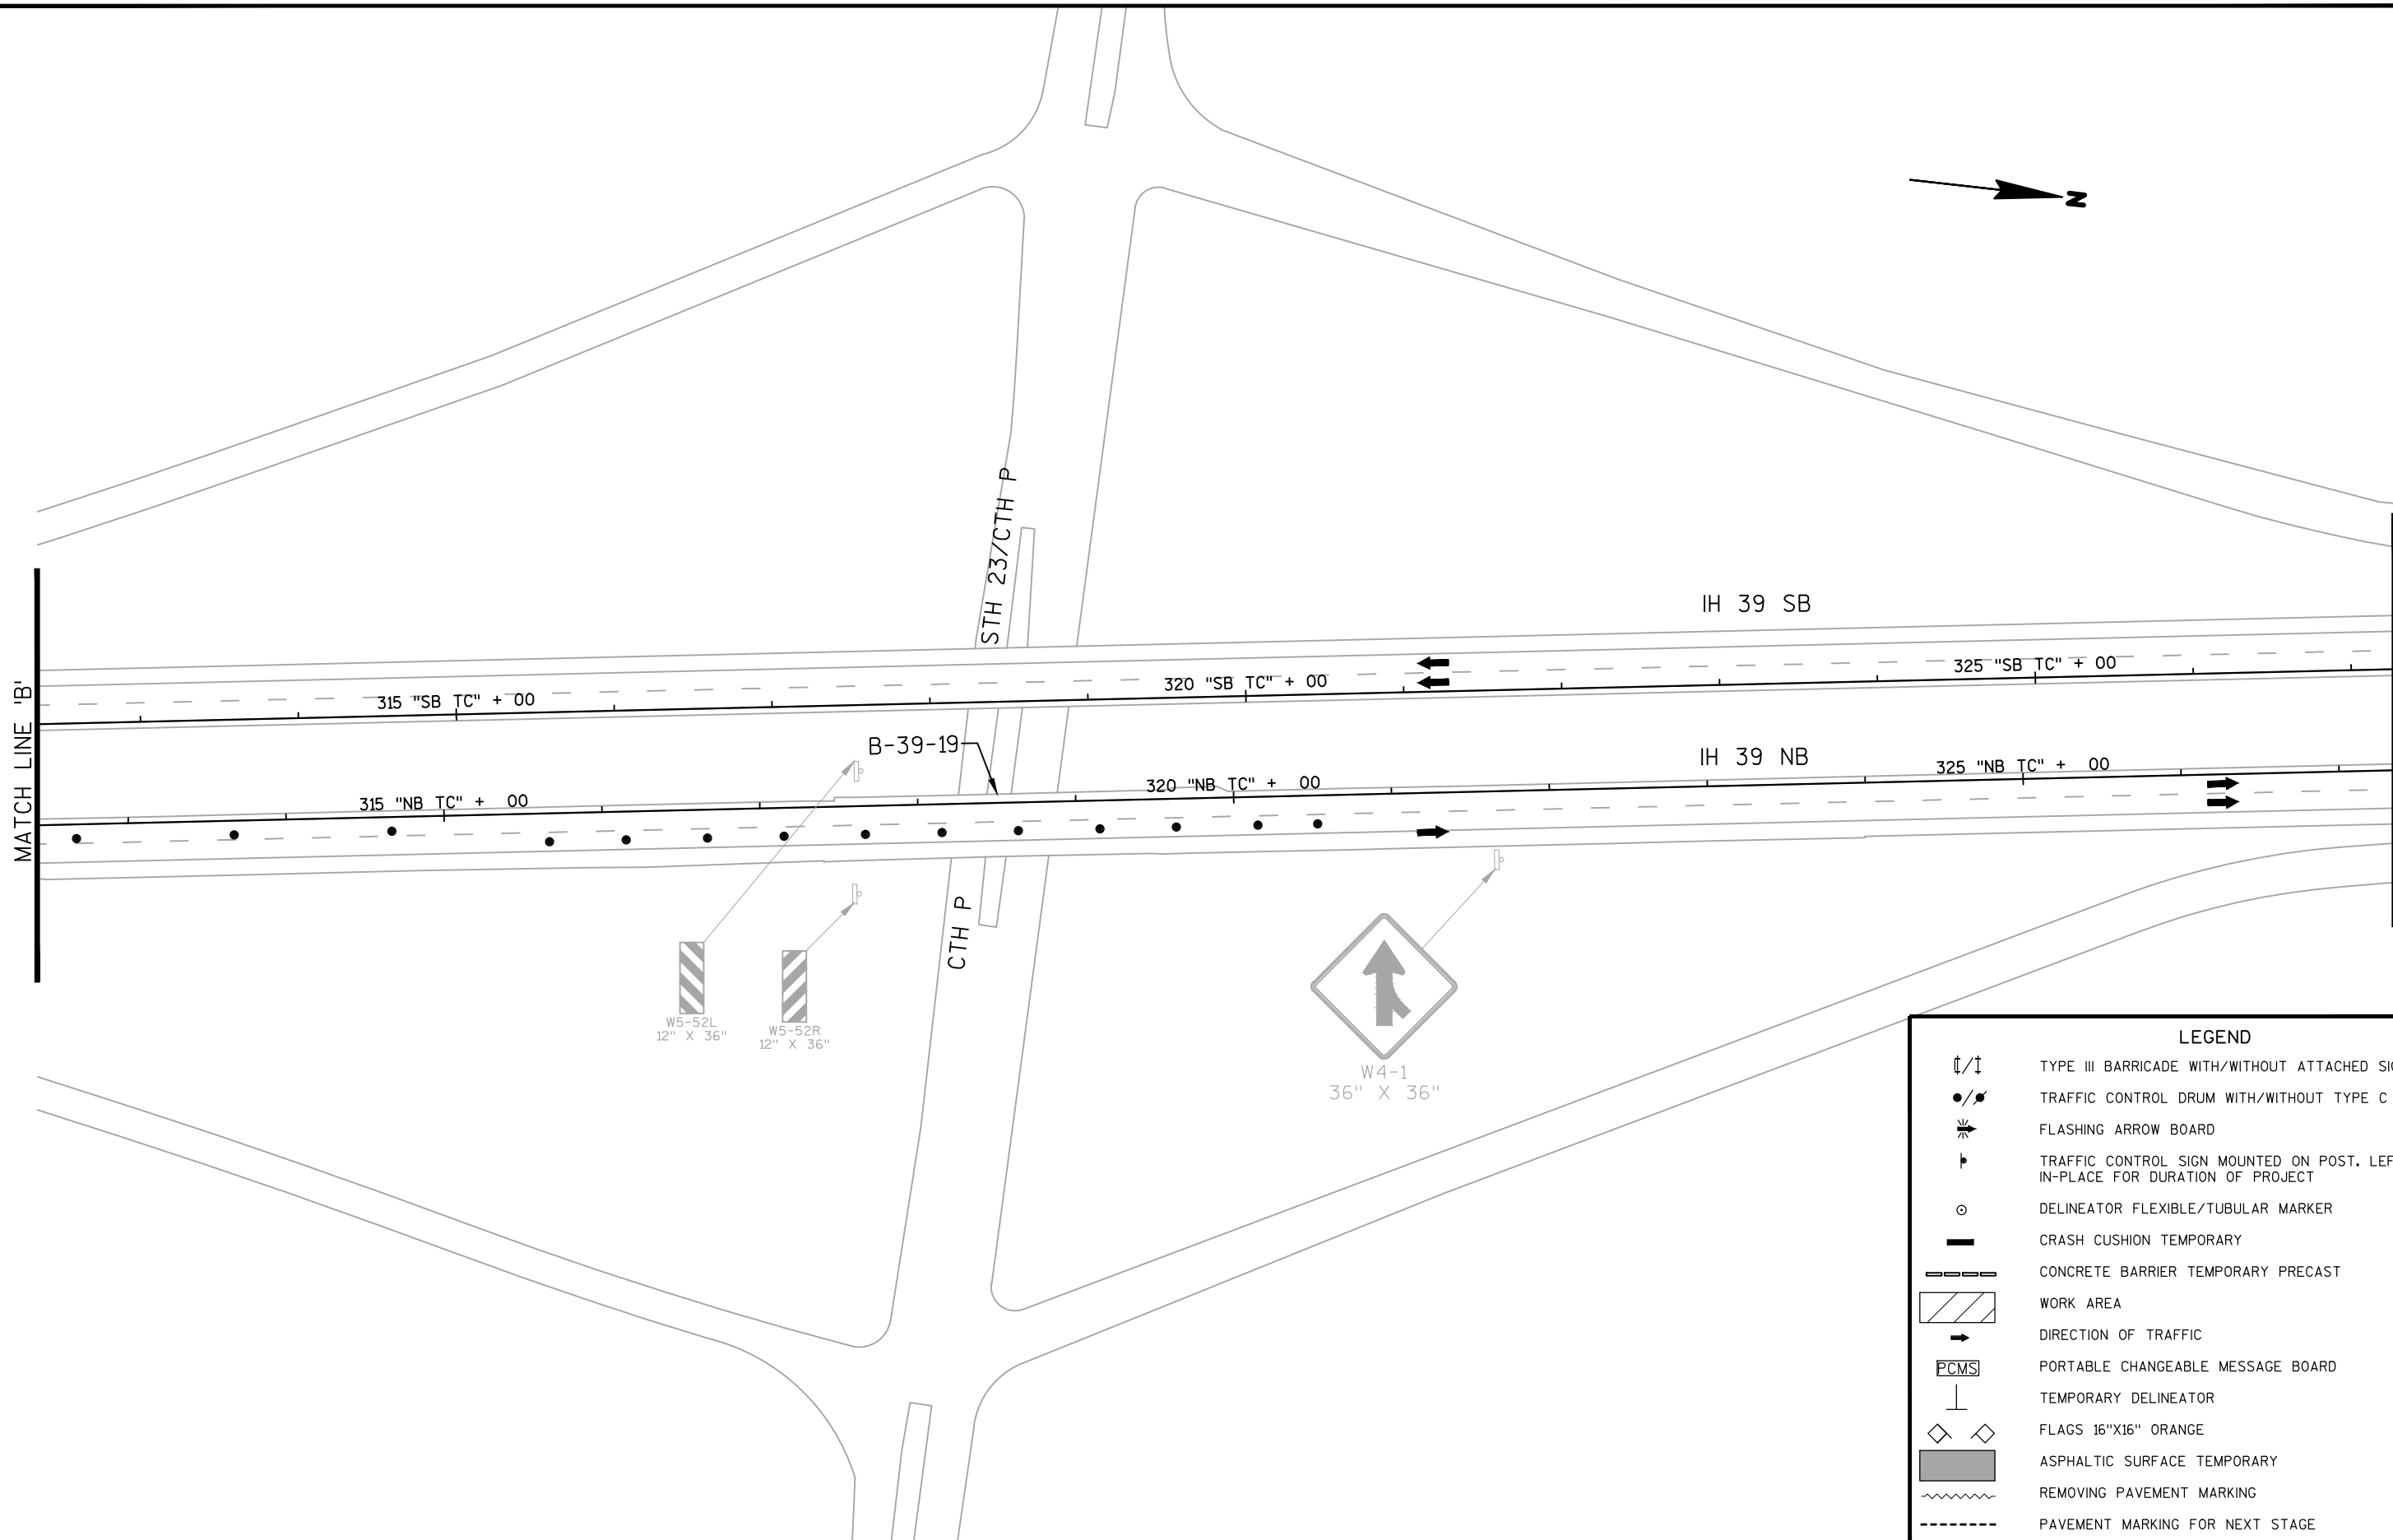 N
STH 23/CTH P
IH 39 SB
325 "SB TC" + 00
320 "SB TC" + 00
315 "SB TC" + 00
MATCH LINE 'B'
B-39-19
IH 39 NB
325 "NB TC" + 00
320 "NB TC" + 00
315 "NB TC" + 00
CTH P
W5-52L
12" X 36"
W5-52R
12" X 36"
W4-1
36" X 36"
LEGEND
TYPE III BARRICADE WITH/WITHOUT ATTACHED
TRAFFIC CONTROL DRUM WITH/WITHOUT TYPE C
FLASHING ARROW BOARD
TRAFFIC CONTROL SIGN MOUNTED ON POST.
IN-PLACE FOR DURATION OF PROJECT
DELINEATOR FLEXIBLE/TUBULAR MARKER
CRASH CUSHION TEMPORARY
CONCRETE BARRIER TEMPORARY PRECAST
WORK AREA
DIRECTION OF TRAFFIC
PCMS PORTABLE CHANGEABLE MESSAGE BOARD
TEMPORARY DELINEATOR
FLAGS 16"X16" ORANGE
ASPHALTIC SURFACE TEMPORARY
REMOVING PAVEMENT MARKING
PAVEMENT MARKING FOR NEXT STAGE